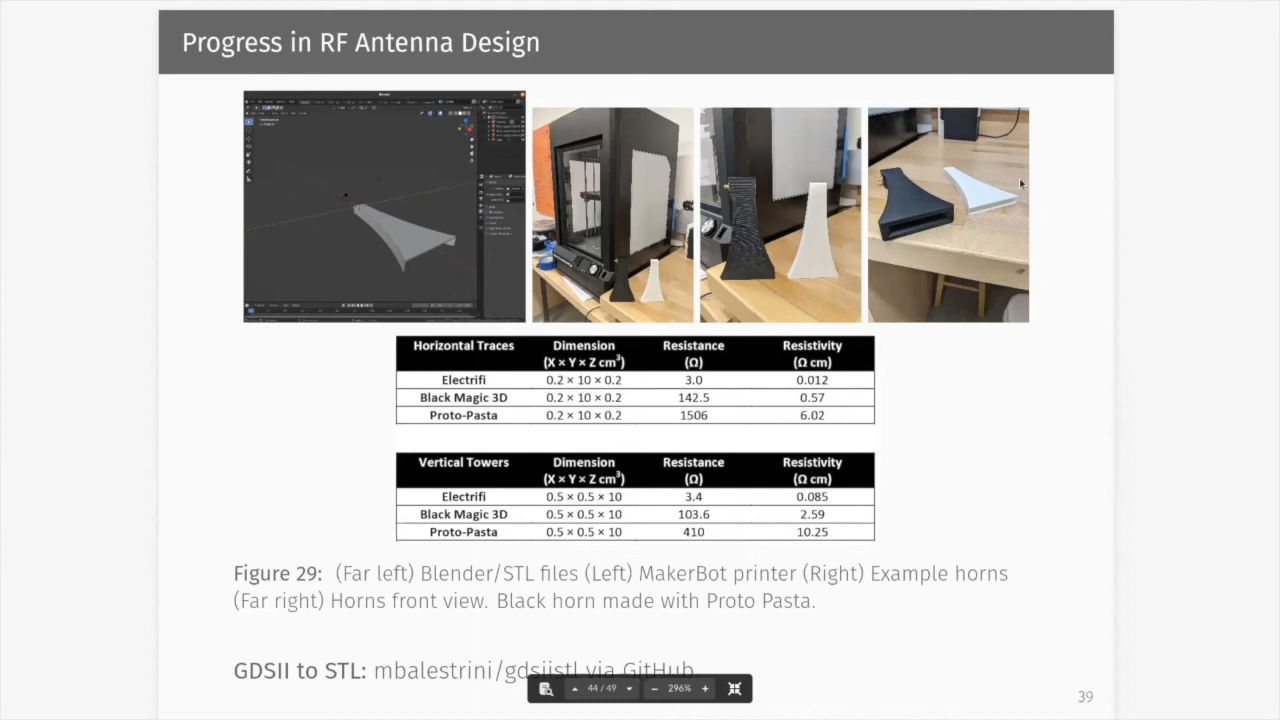 Progress in RF Antenna Design
Horizontal Traces Dimension (X × Y × Z cm³) Resistance (Ω) Resistivity (Ω cm)
Electrifi 0.2 × 10 × 0.2 3.0 0.012
Black Magic 3D 0.2 × 10 × 0.2 142.5 0.57
Proto-Pasta 0.2 × 10 × 0.2 1506 6.02
Vertical Towers Dimension (X × Y × Z cm³) Resistance (Ω) Resistivity (Ω cm)
Electrifi 0.5 × 0.5 × 10 3.4 0.085
Black Magic 3D 0.5 × 0.5 × 10 103.6 2.59
Proto-Pasta 0.5 × 0.5 × 10 410 10.25
Figure 29: (Far left) Blender/STL files (Left) MakerBot printer (Right) Example horns
(Far right) Horns front view. Black horn made with Proto Pasta.
GDSII to STL: mbalestrini/gdsiistl via GitHub.
44 / 49 296%
39